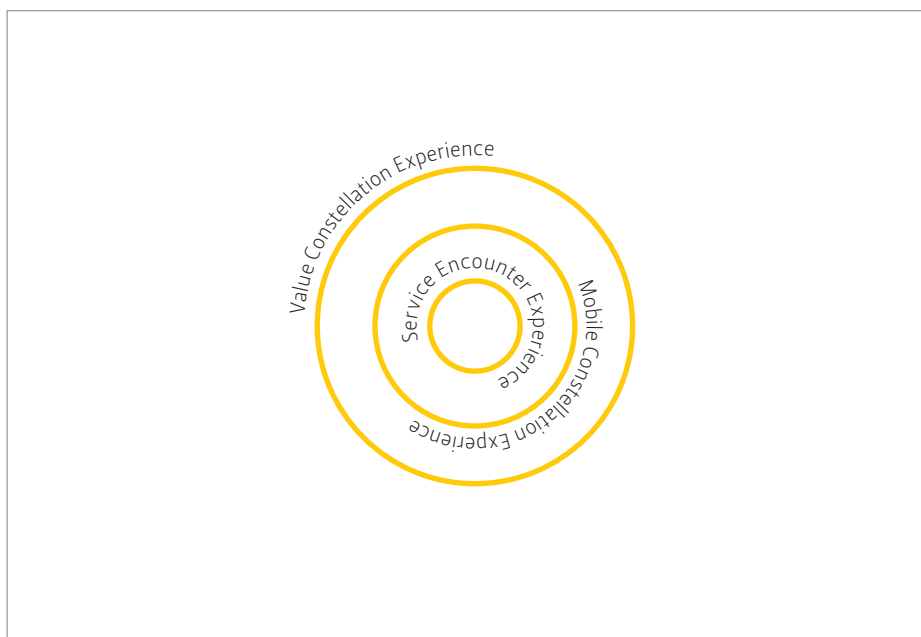 Value Constellation Experience
Service Encounter Experience
Mobile Constellation Experience